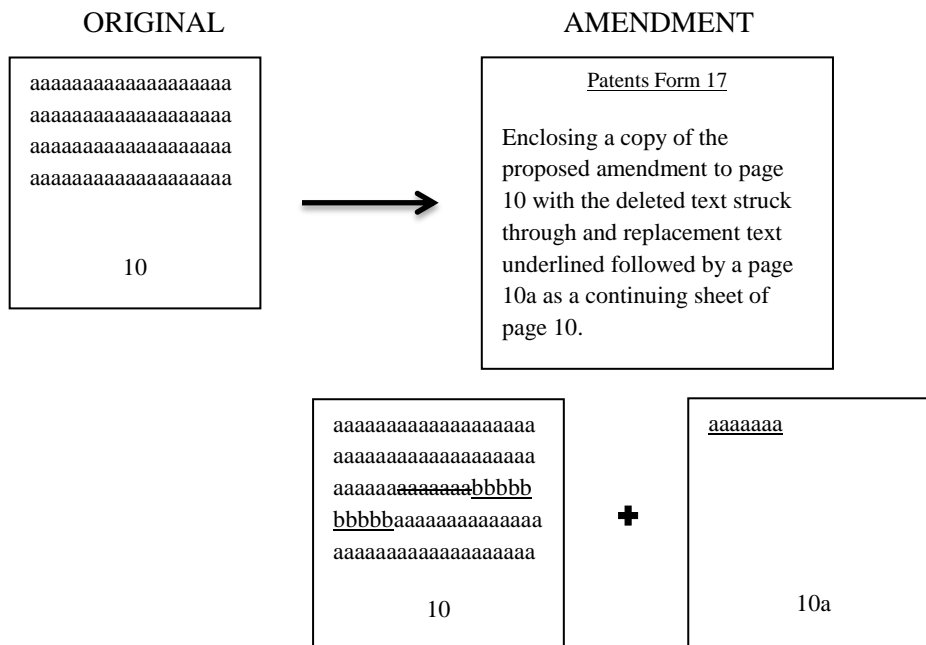 ORIGINAL
AMENDMENT
aaaaaaaaaaaaaaaaaaa
aaaaaaaaaaaaaaaaaaa
aaaaaaaaaaaaaaaaaaa
aaaaaaaaaaaaaaaaaaa
10
Patents Form 17
Enclosing a copy of the
proposed amendment to page
10 with the deleted text struck
through and replacement text
underlined followed by a page
10a as a continuing sheet of
page 10.
aaaaaaaaaaaaaaaaaaa
aaaaaaaaaaaaaaaaaaa
aaaaaaaaaaaaabbbbb
bbbbbaaaaaaaaaaaaaa
aaaaaaaaaaaaaaaaaaa
10
aaaaaaa
10a